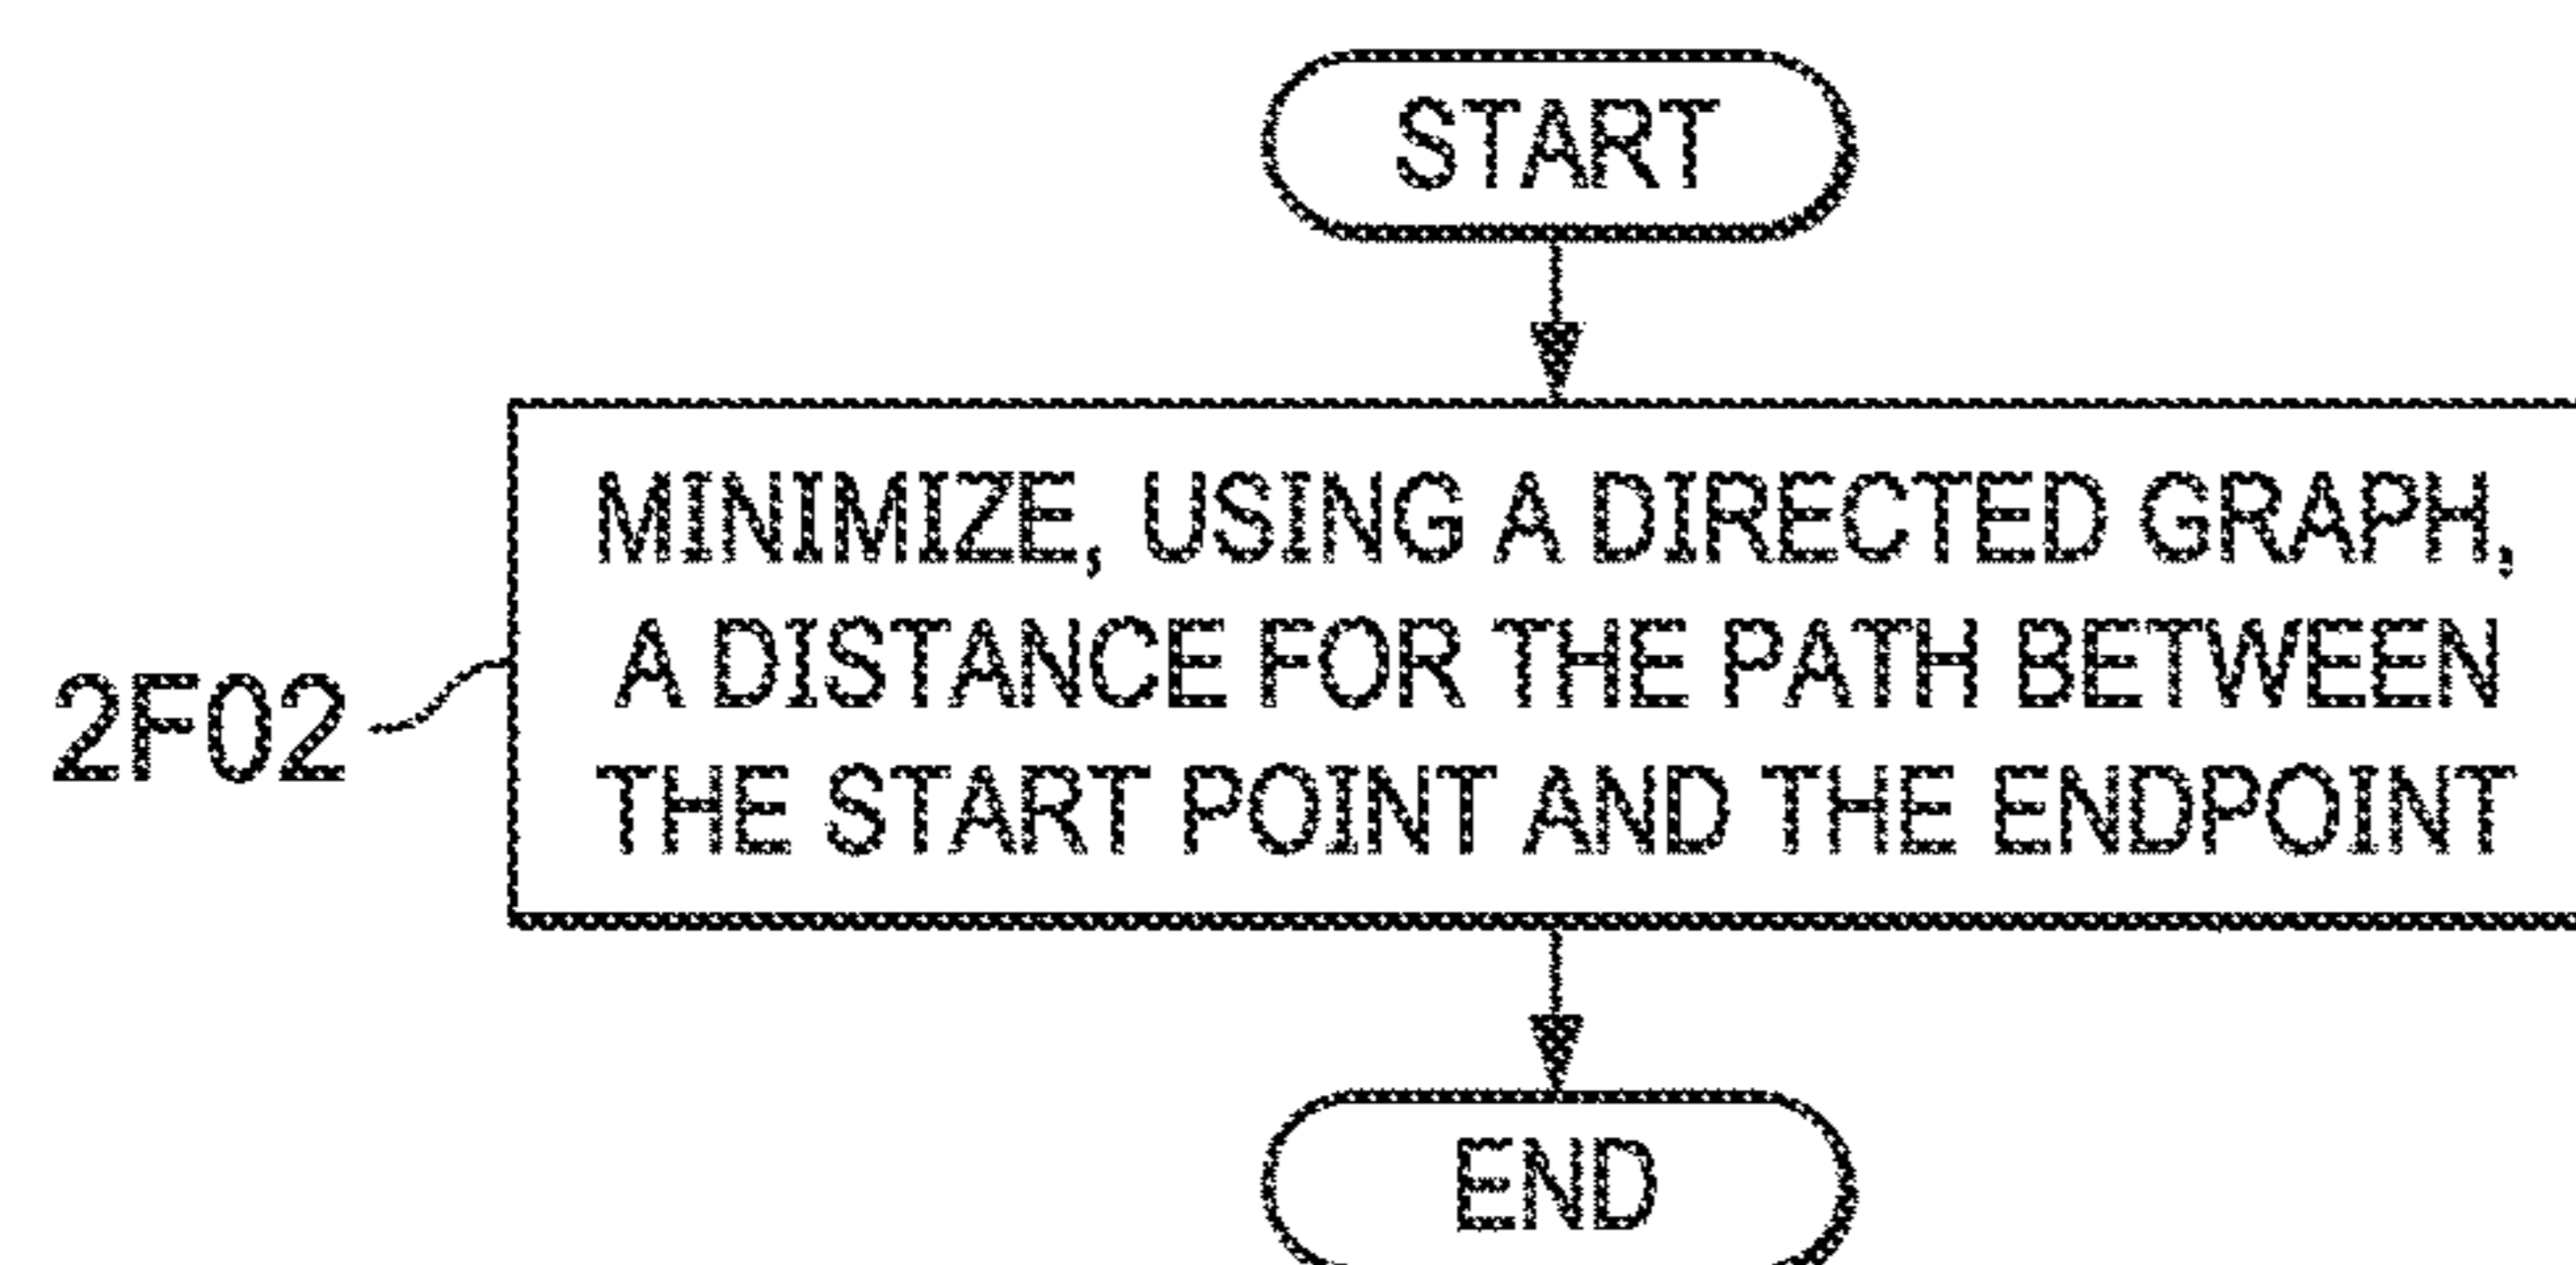 START
MINIMIZE, USING A DIRECTED GRAPH,
A DISTANCE FOR THE PATH BETWEEN
THE START POINT AND THE ENDPOINT
2F02
END